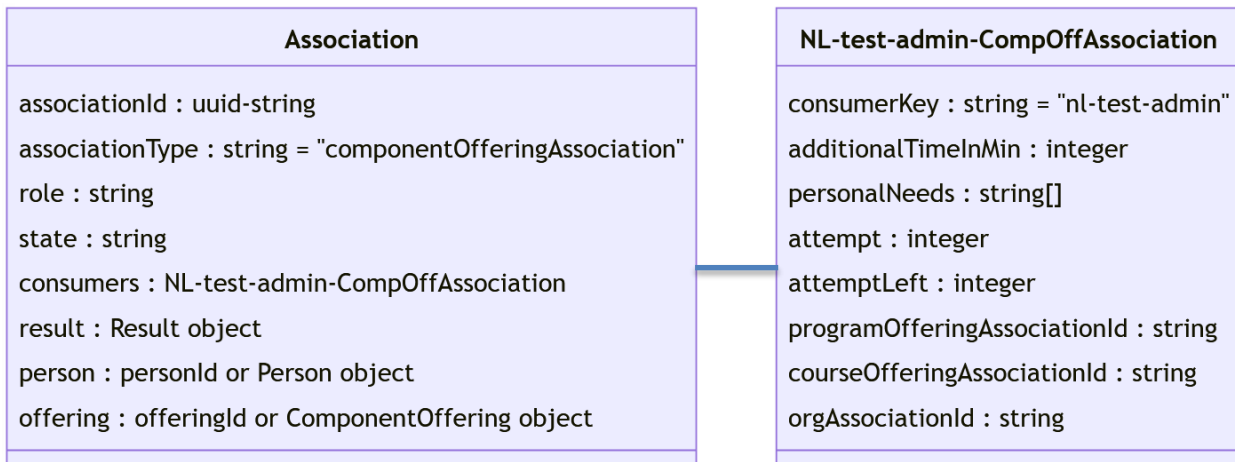 Association
associationId : uuid-string
associationType : string = "componentOfferingAssociation"
role : string
state : string
consumers : NL-test-admin-CompOffAssociation
result : Result object
person : personId or Person object
offering : offeringId or ComponentOffering object
NL-test-admin-CompOffAssociation
consumerKey : string = "nl-test-admin"
additionalTimeInMin : integer
personalNeeds : string[]
attempt : integer
attemptLeft : integer
programOfferingAssociationId : string
courseOfferingAssociationId : string
orgAssociationId : string